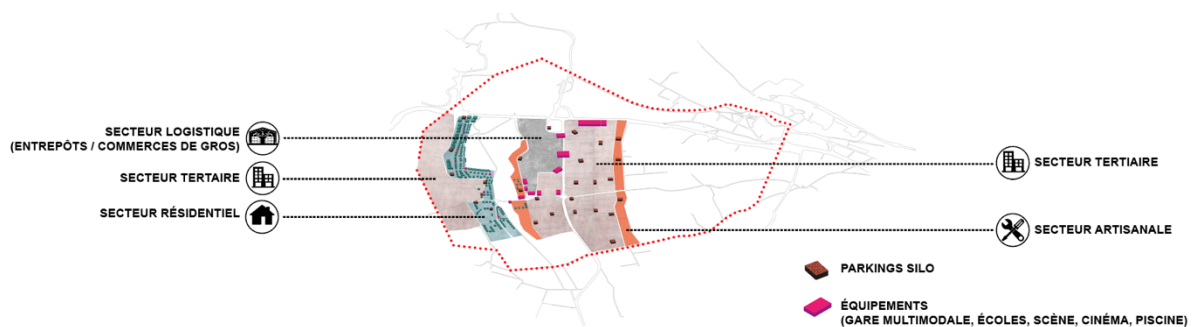 SECTEUR LOGISTIQUE
(ENTREPÔTS / COMMERCES DE GROS)
SECTEUR TERTAIRE
SECTEUR RÉSIDENTIEL
SECTEUR TERTIAIRE
SECTEUR ARTISANALE
PARKINGS SILO
ÉQUIPEMENTS
(GARE MULTIMODALE, ÉCOLES, SCÈNE, CINÉMA, PISCINE)